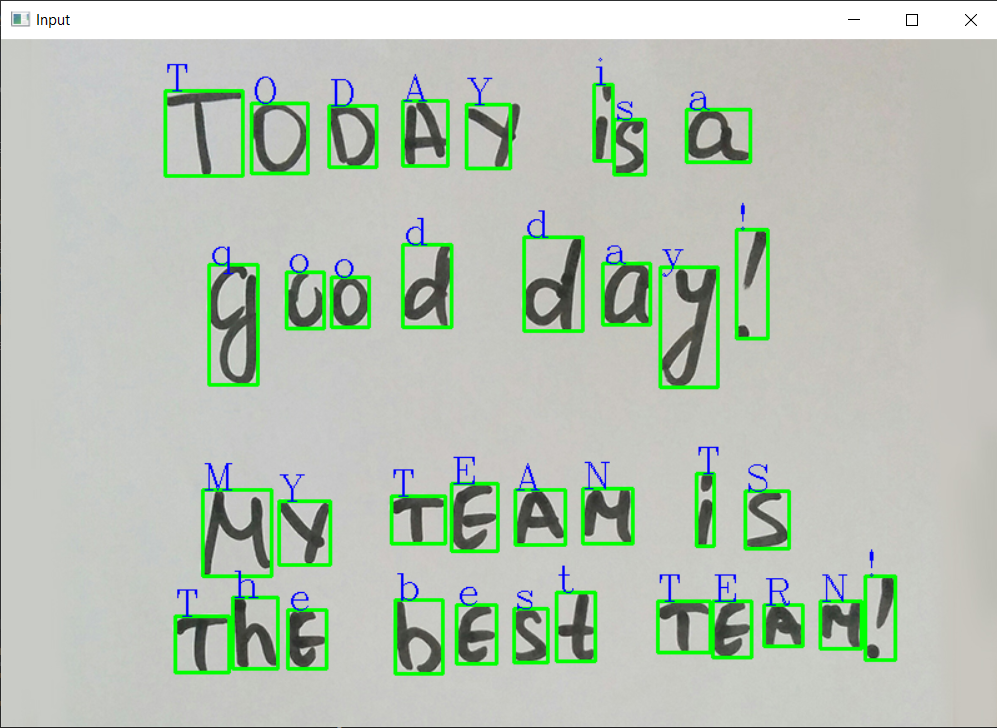 Input
T O D A Y i s a
TODAY is a
q o o d d a y !
good day!
M Y T E A N T S
MY TEAM iS
T h e b e s t T E R N !
ThE bEst TEAM!